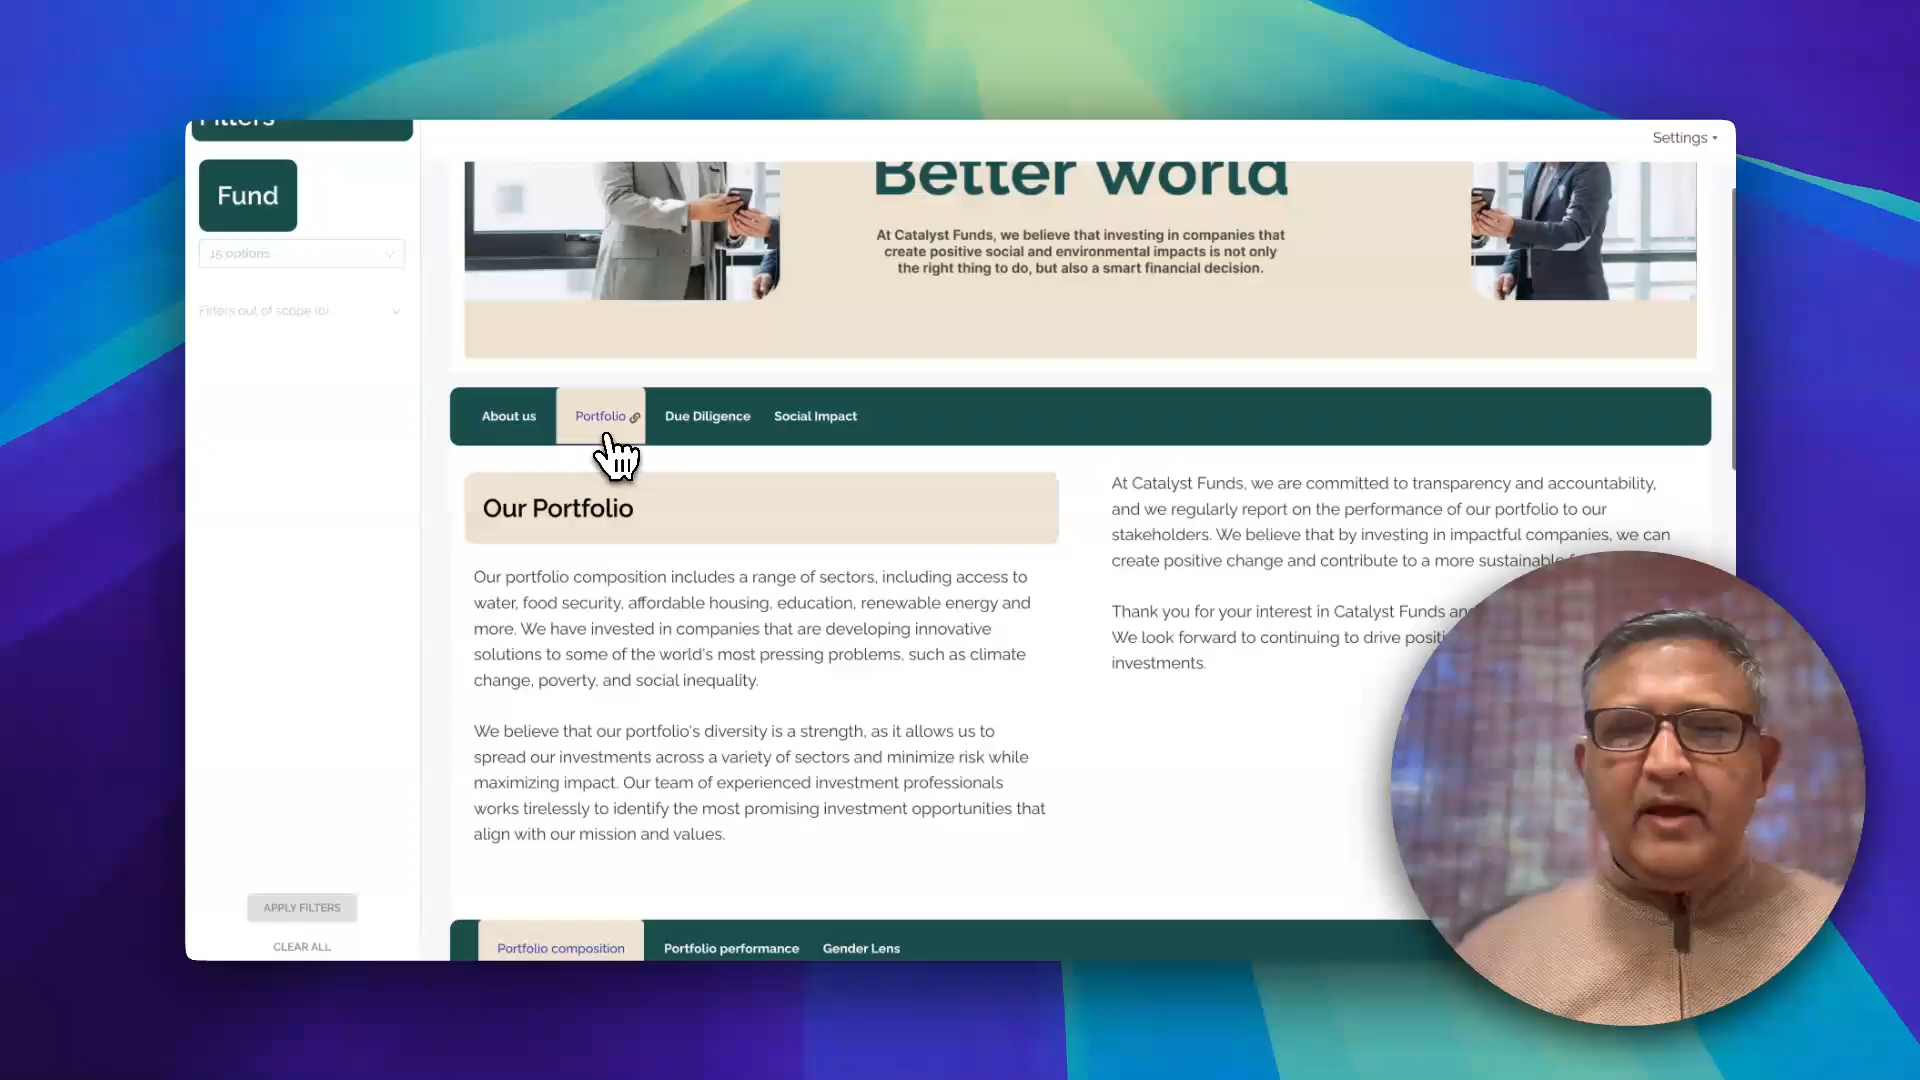 Filters
Settings
Fund
15 options
Filters out of scope (0)
APPLY FILTERS
CLEAR ALL
Better world
At Catalyst Funds, we believe that investing in companies that
create positive social and environmental impacts is not only
the right thing to do, but also a smart financial decision.
About us
Portfolio
Due Diligence
Social Impact
Our Portfolio
Our portfolio composition includes a range of sectors, including access to
water, food security, affordable housing, education, renewable energy and
more. We have invested in companies that are developing innovative
solutions to some of the world's most pressing problems, such as climate
change, poverty, and social inequality.
We believe that our portfolio's diversity is a strength, as it allows us to
spread our investments across a variety of sectors and minimize risk while
maximizing impact. Our team of experienced investment professionals
works tirelessly to identify the most promising investment opportunities that
align with our mission and values.
At Catalyst Funds, we are committed to transparency and accountability,
and we regularly report on the performance of our portfolio to our
stakeholders. We believe that by investing in impactful companies, we can
create positive change and contribute to a more sustainable
Thank you for your interest in Catalyst Funds
We look forward to continuing to drive
investments.
Portfolio composition
Portfolio performance
Gender Lens